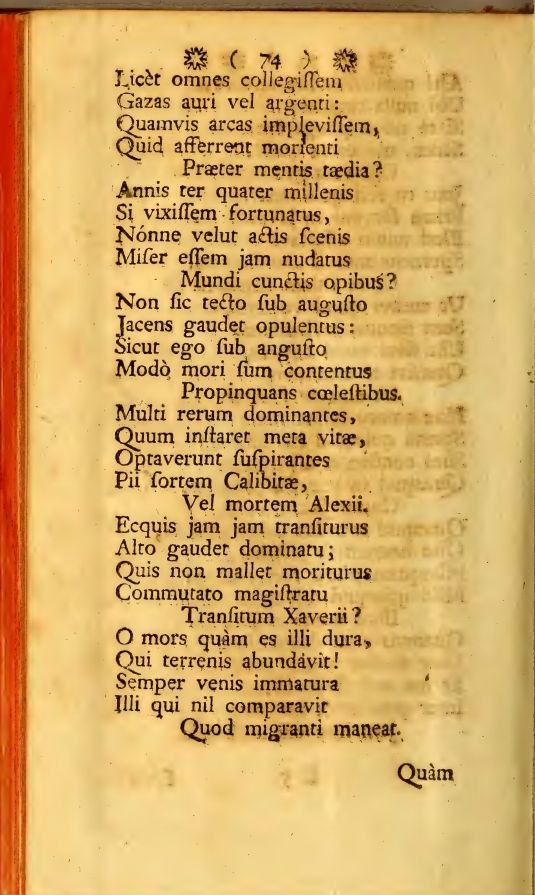 ( 74 )
Licèt omnes collegiſſem
Gazas auri vel argenti:
Quamvis arcas impleviſſem,
Quid afferrent morienti
Præter mentis tædia?
Annis ter quater millenis
Si vixiſſem fortunatus,
Nónne velut actis ſcenis
Miſer eſſem jam nudatus
Mundi cunctis opibus?
Non ſic tecto ſub auguſto
Jacens gaudet opulentus:
Sicut ego ſub anguſto
Modò mori ſum contentus
Propinquans cœleſtibus.
Multi rerum dominantes,
Quum inſtaret meta vitæ,
Optaverunt ſuſpirantes
Pii ſortem Calibitæ,
Vel mortem Alexii.
Ecquis jam jam tranſiturus
Alto gaudet dominatu;
Quis non mallet moriturus
Commutato magiſtratu
Tranſitum Xaverii?
O mors quàm es illi dura,
Qui terrenis abundávit!
Semper venis immatura
Illi qui nil comparavit
Quod migranti maneat.
Quàm